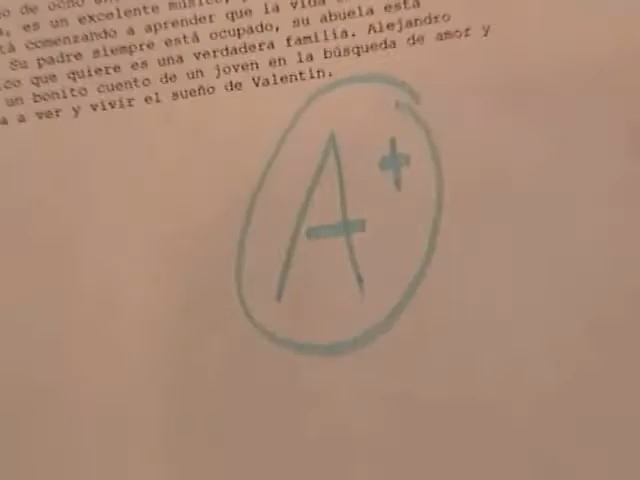 de ocho
es un excelente músico,
comenzando a aprender que la vida
Su padre siempre está ocupado, su abuela está
que quiere es una verdadera familia. Alejandro
un bonito cuento de un joven en la búsqueda de amor y
a ver y vivir el sueño de Valentín.
A+